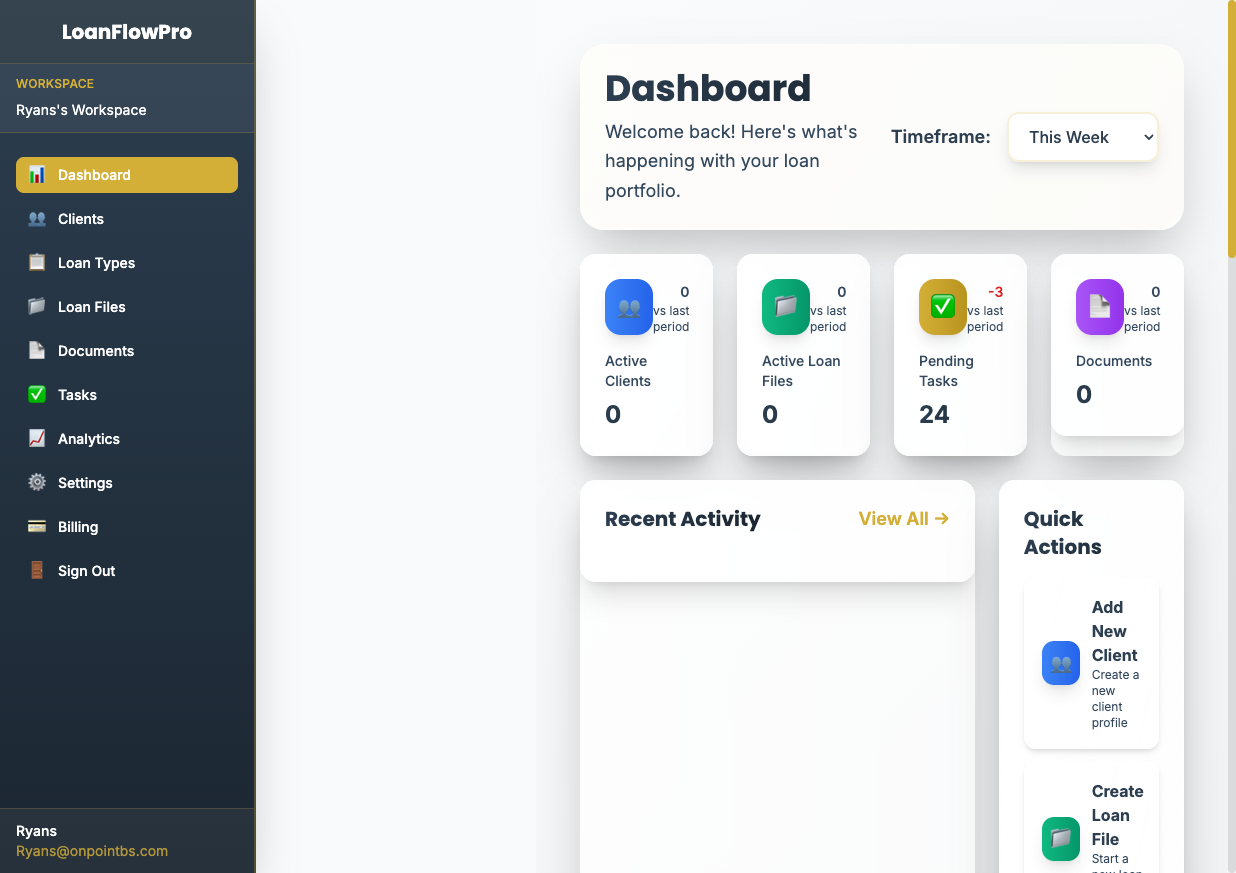 LoanFlowPro
WORKSPACE
Ryans's Workspace
Dashboard
Clients
Loan Types
Loan Files
Documents
Tasks
Analytics
Settings
Billing
Sign Out
Ryans
Ryans@onpointbs.com
Dashboard
Welcome back! Here's what's
happening with your loan
portfolio.
Timeframe:
This Week
0
vs last
period
Active
Clients
0
0
vs last
period
Active Loan
Files
0
-3
vs last
period
Pending
Tasks
24
0
vs last
period
Documents
0
Recent Activity
View All →
Quick
Actions
Add
New
Client
Create a
new
client
profile
Create
Loan
File
Start a
new loan